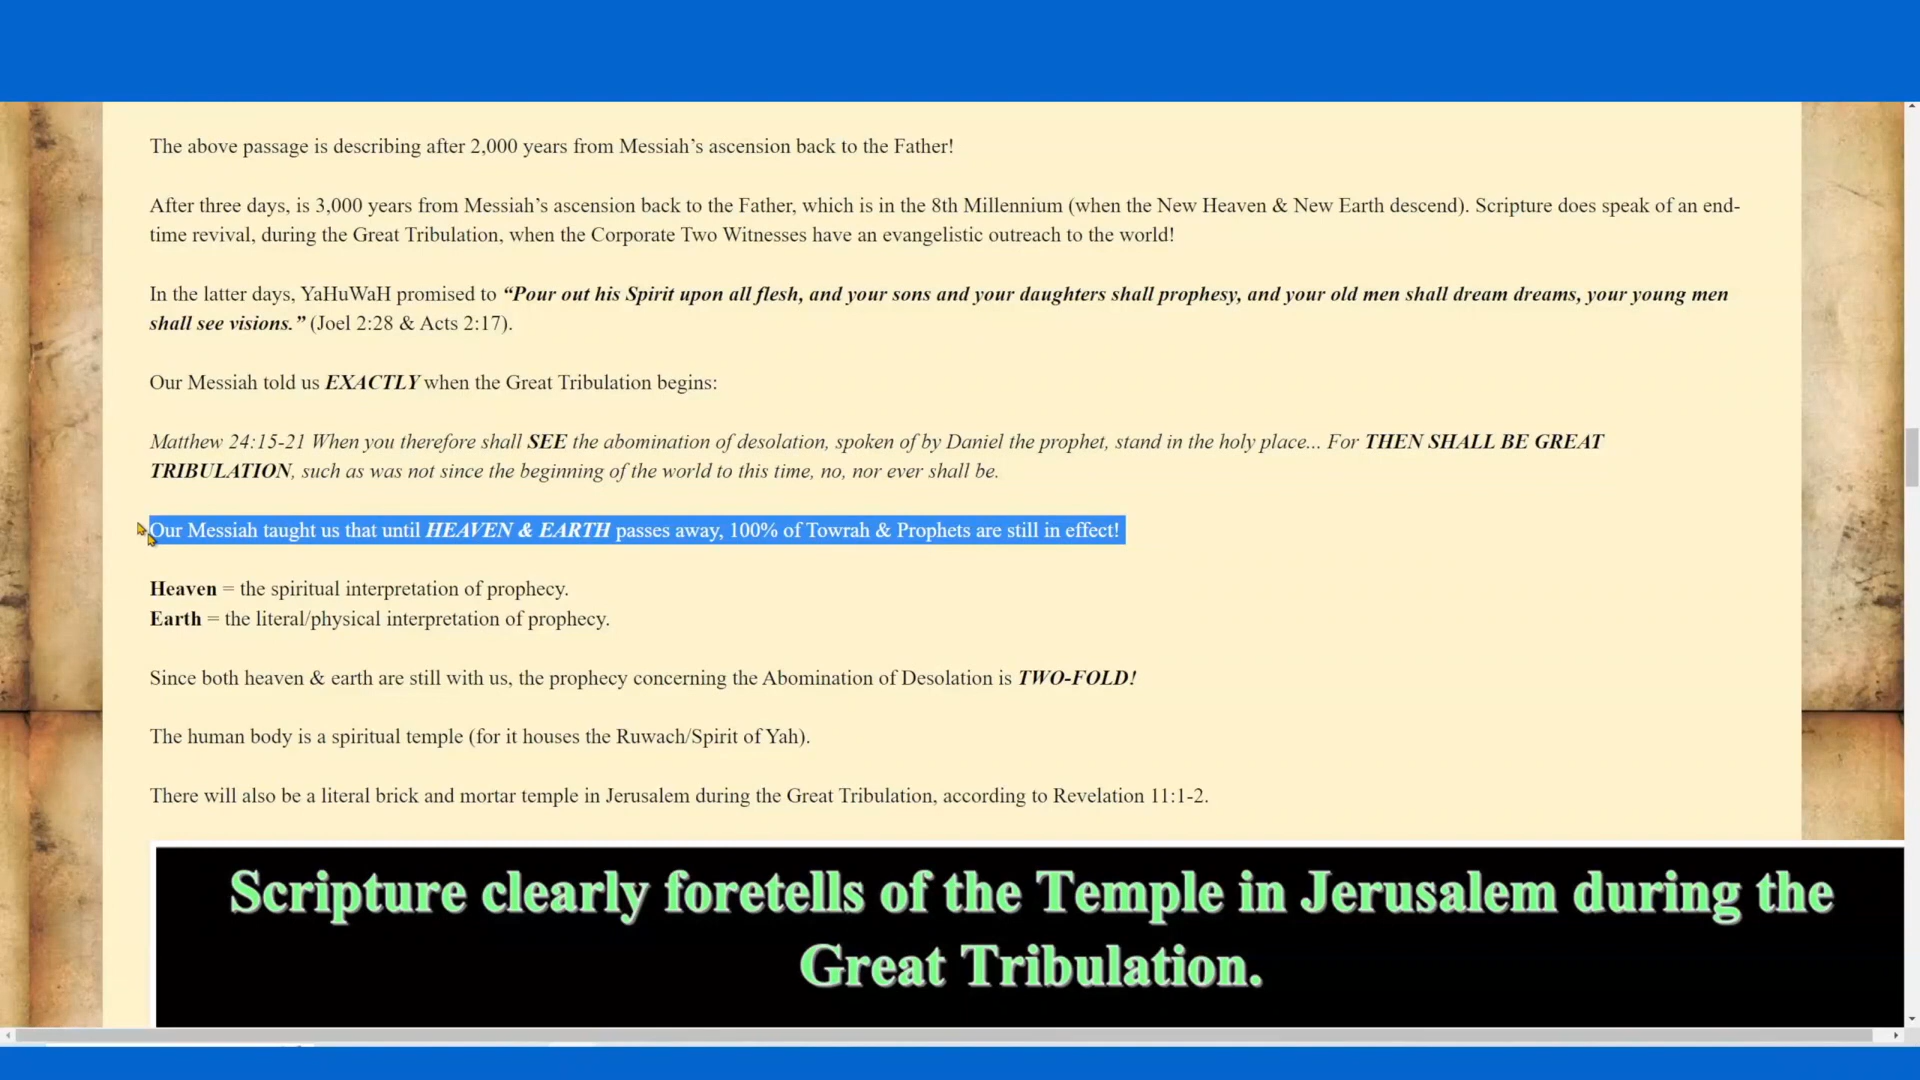 The above passage is describing after 2,000 years from Messiah’s ascension back to the Father!
After three days, is 3,000 years from Messiah’s ascension back to the Father, which is in the 8th Millennium (when the New Heaven & New Earth descend). Scripture does speak of an end-
time revival, during the Great Tribulation, when the Corporate Two Witnesses have an evangelistic outreach to the world!
In the latter days, YaHuWaH promised to “Pour out his Spirit upon all flesh, and your sons and your daughters shall prophesy, and your old men shall dream dreams, your young men
shall see visions.” (Joel 2:28 & Acts 2:17).
Our Messiah told us EXACTLY when the Great Tribulation begins:
Matthew 24:15-21 When you therefore shall SEE the abomination of desolation, spoken of by Daniel the prophet, stand in the holy place... For THEN SHALL BE GREAT
TRIBULATION, such as was not since the beginning of the world to this time, no, nor ever shall be.
Our Messiah taught us that until HEAVEN & EARTH passes away, 100% of Towrah & Prophets are still in effect!
Heaven = the spiritual interpretation of prophecy.
Earth = the literal/physical interpretation of prophecy.
Since both heaven & earth are still with us, the prophecy concerning the Abomination of Desolation is TWO-FOLD!
The human body is a spiritual temple (for it houses the Ruwach/Spirit of Yah).
There will also be a literal brick and mortar temple in Jerusalem during the Great Tribulation, according to Revelation 11:1-2.
Scripture clearly foretells of the Temple in Jerusalem during the
Great Tribulation.